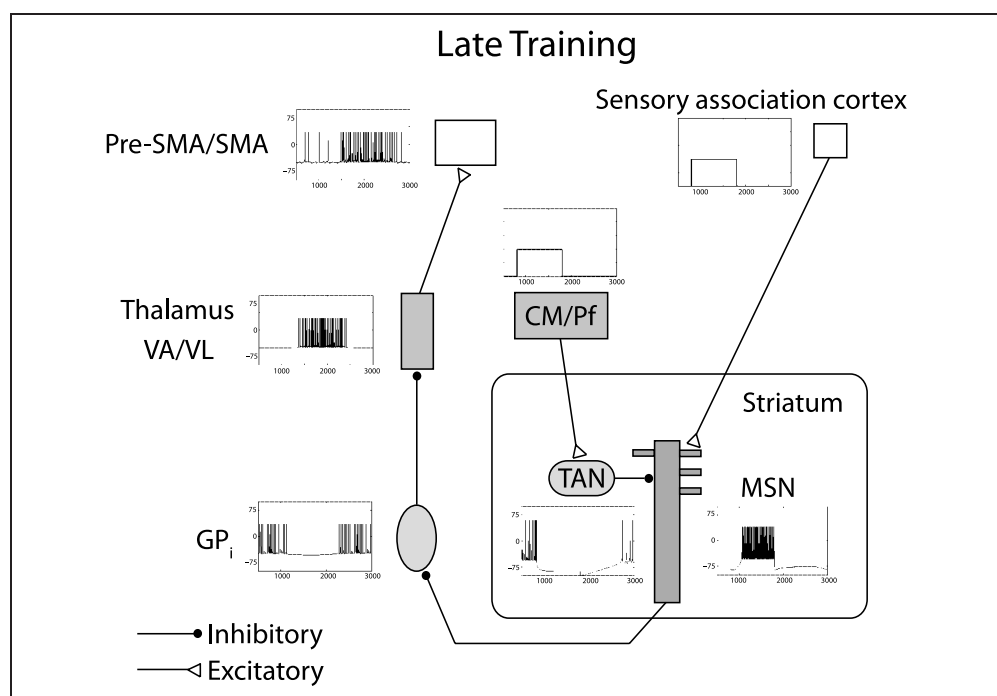 Late Training
Sensory association cortex
Pre-SMA/SMA
75
0
−75
1000 2000 3000
1000 2000 3000
1000 2000 3000
CM/Pf
Thalamus
VA/VL
75
0
−75
1000 2000 3000
Striatum
TAN
MSN
GPi
75
0
−75
1000 2000 3000
75
0
−75
1000 2000 3000
75
0
−75
1000 2000 3000
Inhibitory
Excitatory